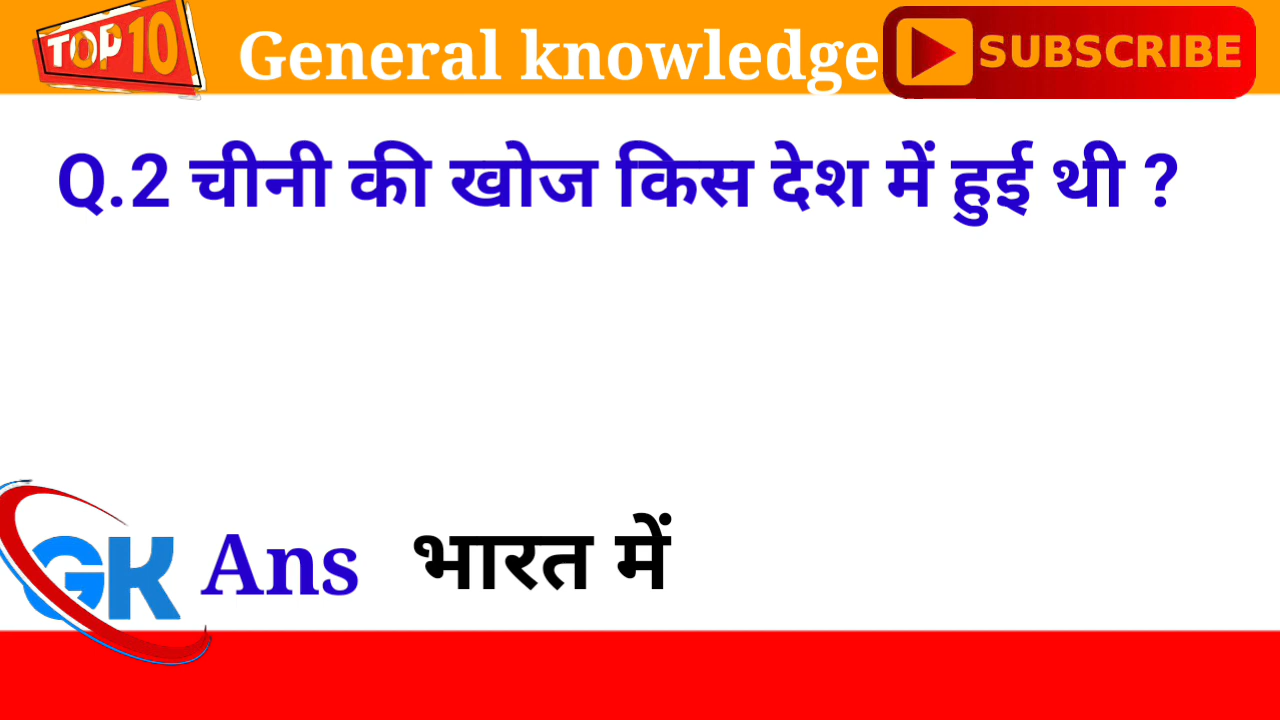 TOP 10
General knowledge
SUBSCRIBE
Q.2 चीनी की खोज किस देश में हुई थी ?
GK
Ans भारत में